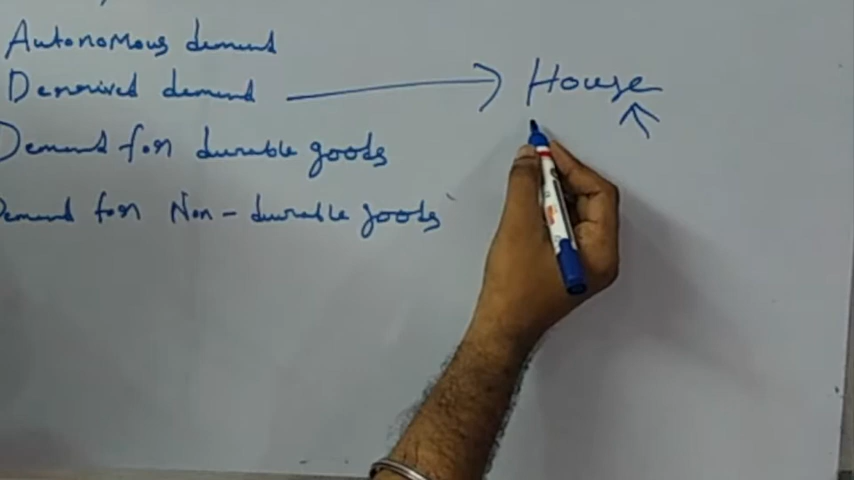 Autonomous demand
Derived demand → House
Demand for durable goods
Demand for Non-durable goods